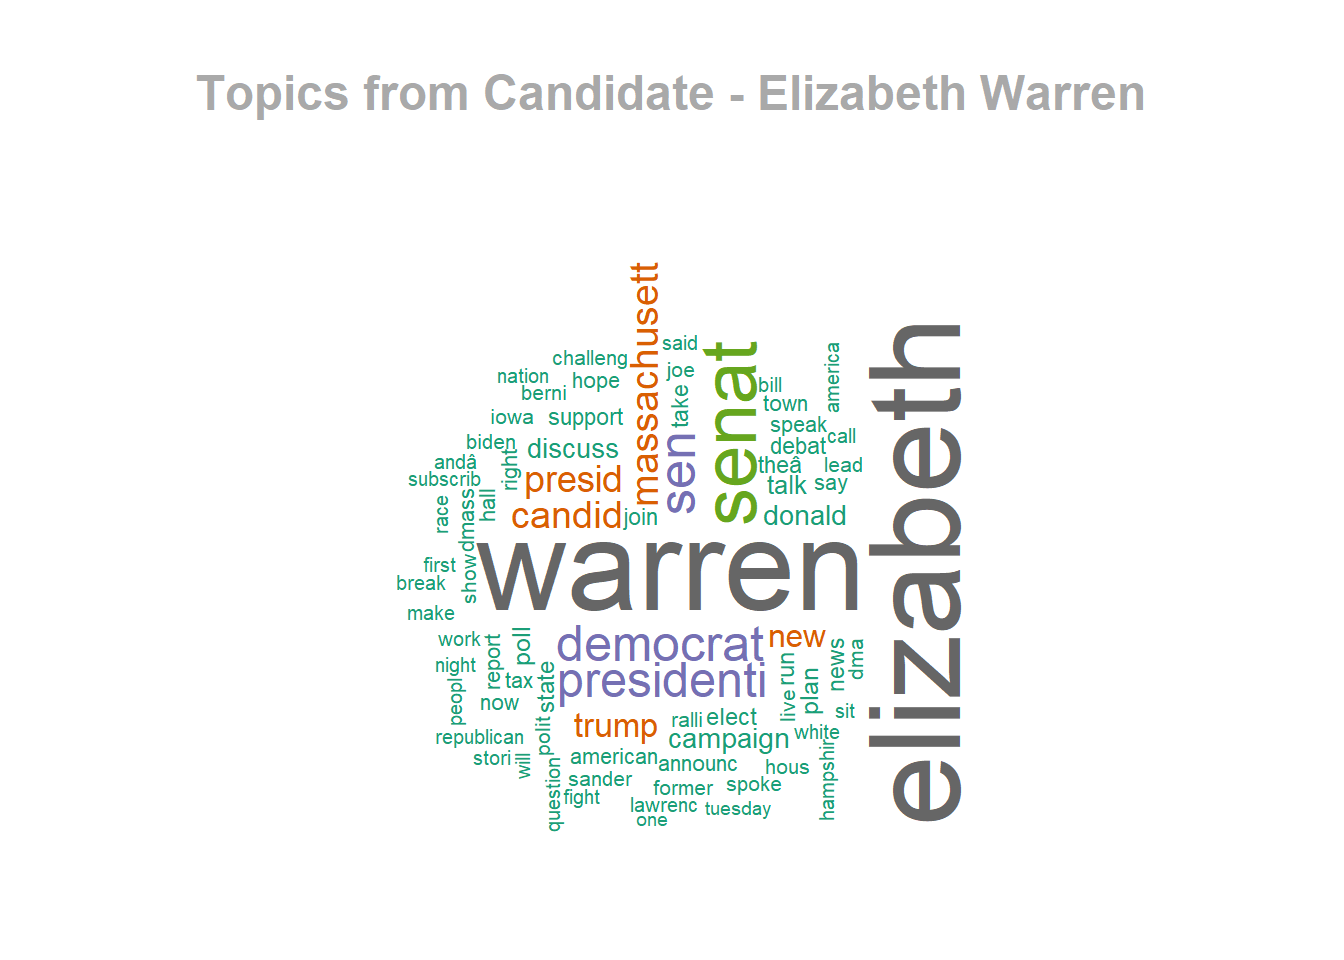 Topics from Candidate - Elizabeth Warren
massachusett
said
senat
elizabeth
challeng
joe
america
nation
hope
berni
take
bill
town
iowa
support
speak
call
biden
discuss
sen
debat
andâ
right
theâ
lead
subscrib
presid
talk
say
race
dmass
hall
candid
join
donald
warren
first
show
break
make
work
report
poll
democrat
new
night
presidenti
run
news
dma
peopl
tax
state
now
live
plan
sit
republican
polit
trump
ralli
elect
campaign
white
stori
will
american
announc
hous
hampshir
question
sander
fight
former
spoke
lawrenc
tuesday
one